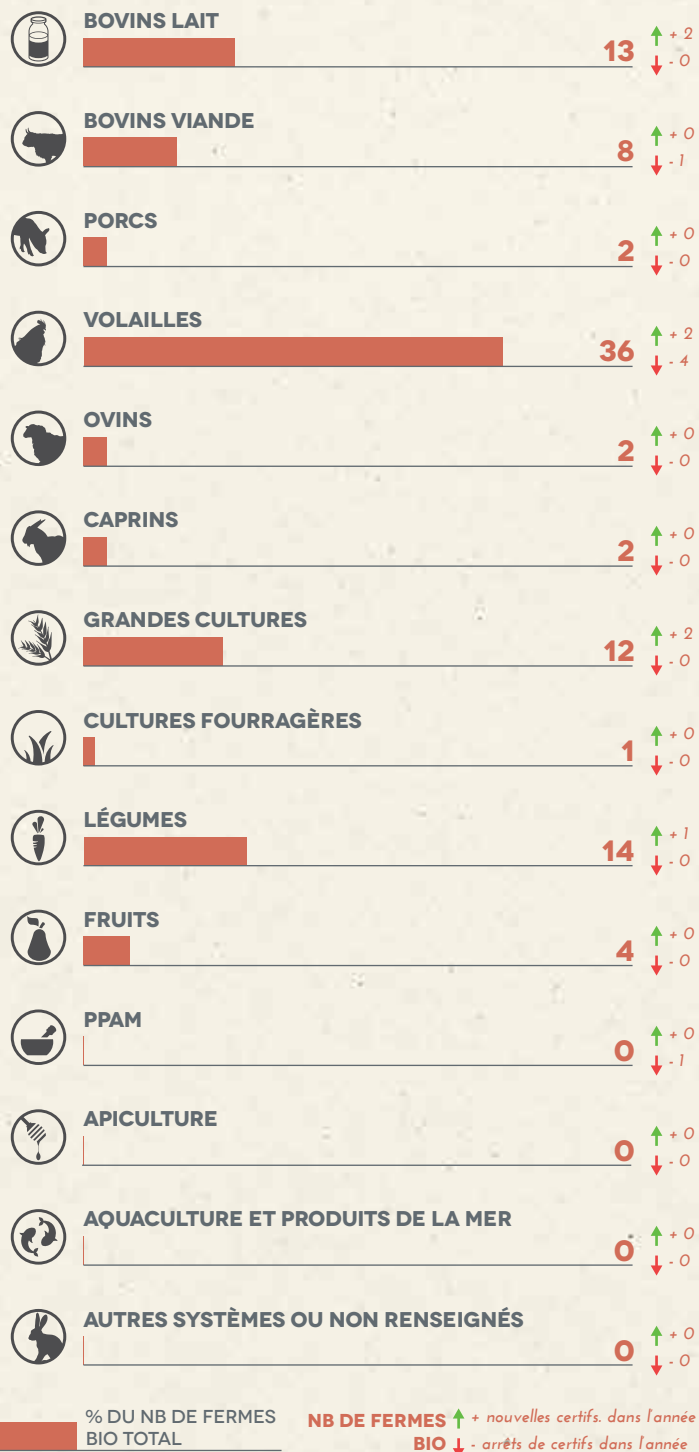 BOVINS LAIT
13
+ 2
- 0
BOVINS VIANDE
8
+ 0
- 1
PORCS
2
+ 0
- 0
VOLAILLES
36
+ 2
- 4
OVINS
2
+ 0
- 0
CAPRINS
2
+ 0
- 0
GRANDES CULTURES
12
+ 2
- 0
CULTURES FOURRAGÈRES
1
+ 0
- 0
LÉGUMES
14
+ 1
- 0
FRUITS
4
+ 0
- 0
PPAM
0
+ 0
- 1
APICULTURE
0
+ 0
- 0
AQUACULTURE ET PRODUITS DE LA MER
0
+ 0
- 0
AUTRES SYSTÈMES OU NON RENSEIGNÉS
0
+ 0
- 0
% DU NB DE FERMES
BIO TOTAL
NB DE FERMES
BIO
+ nouvelles certifs. dans l'année
- arrêts de certifs dans l'année